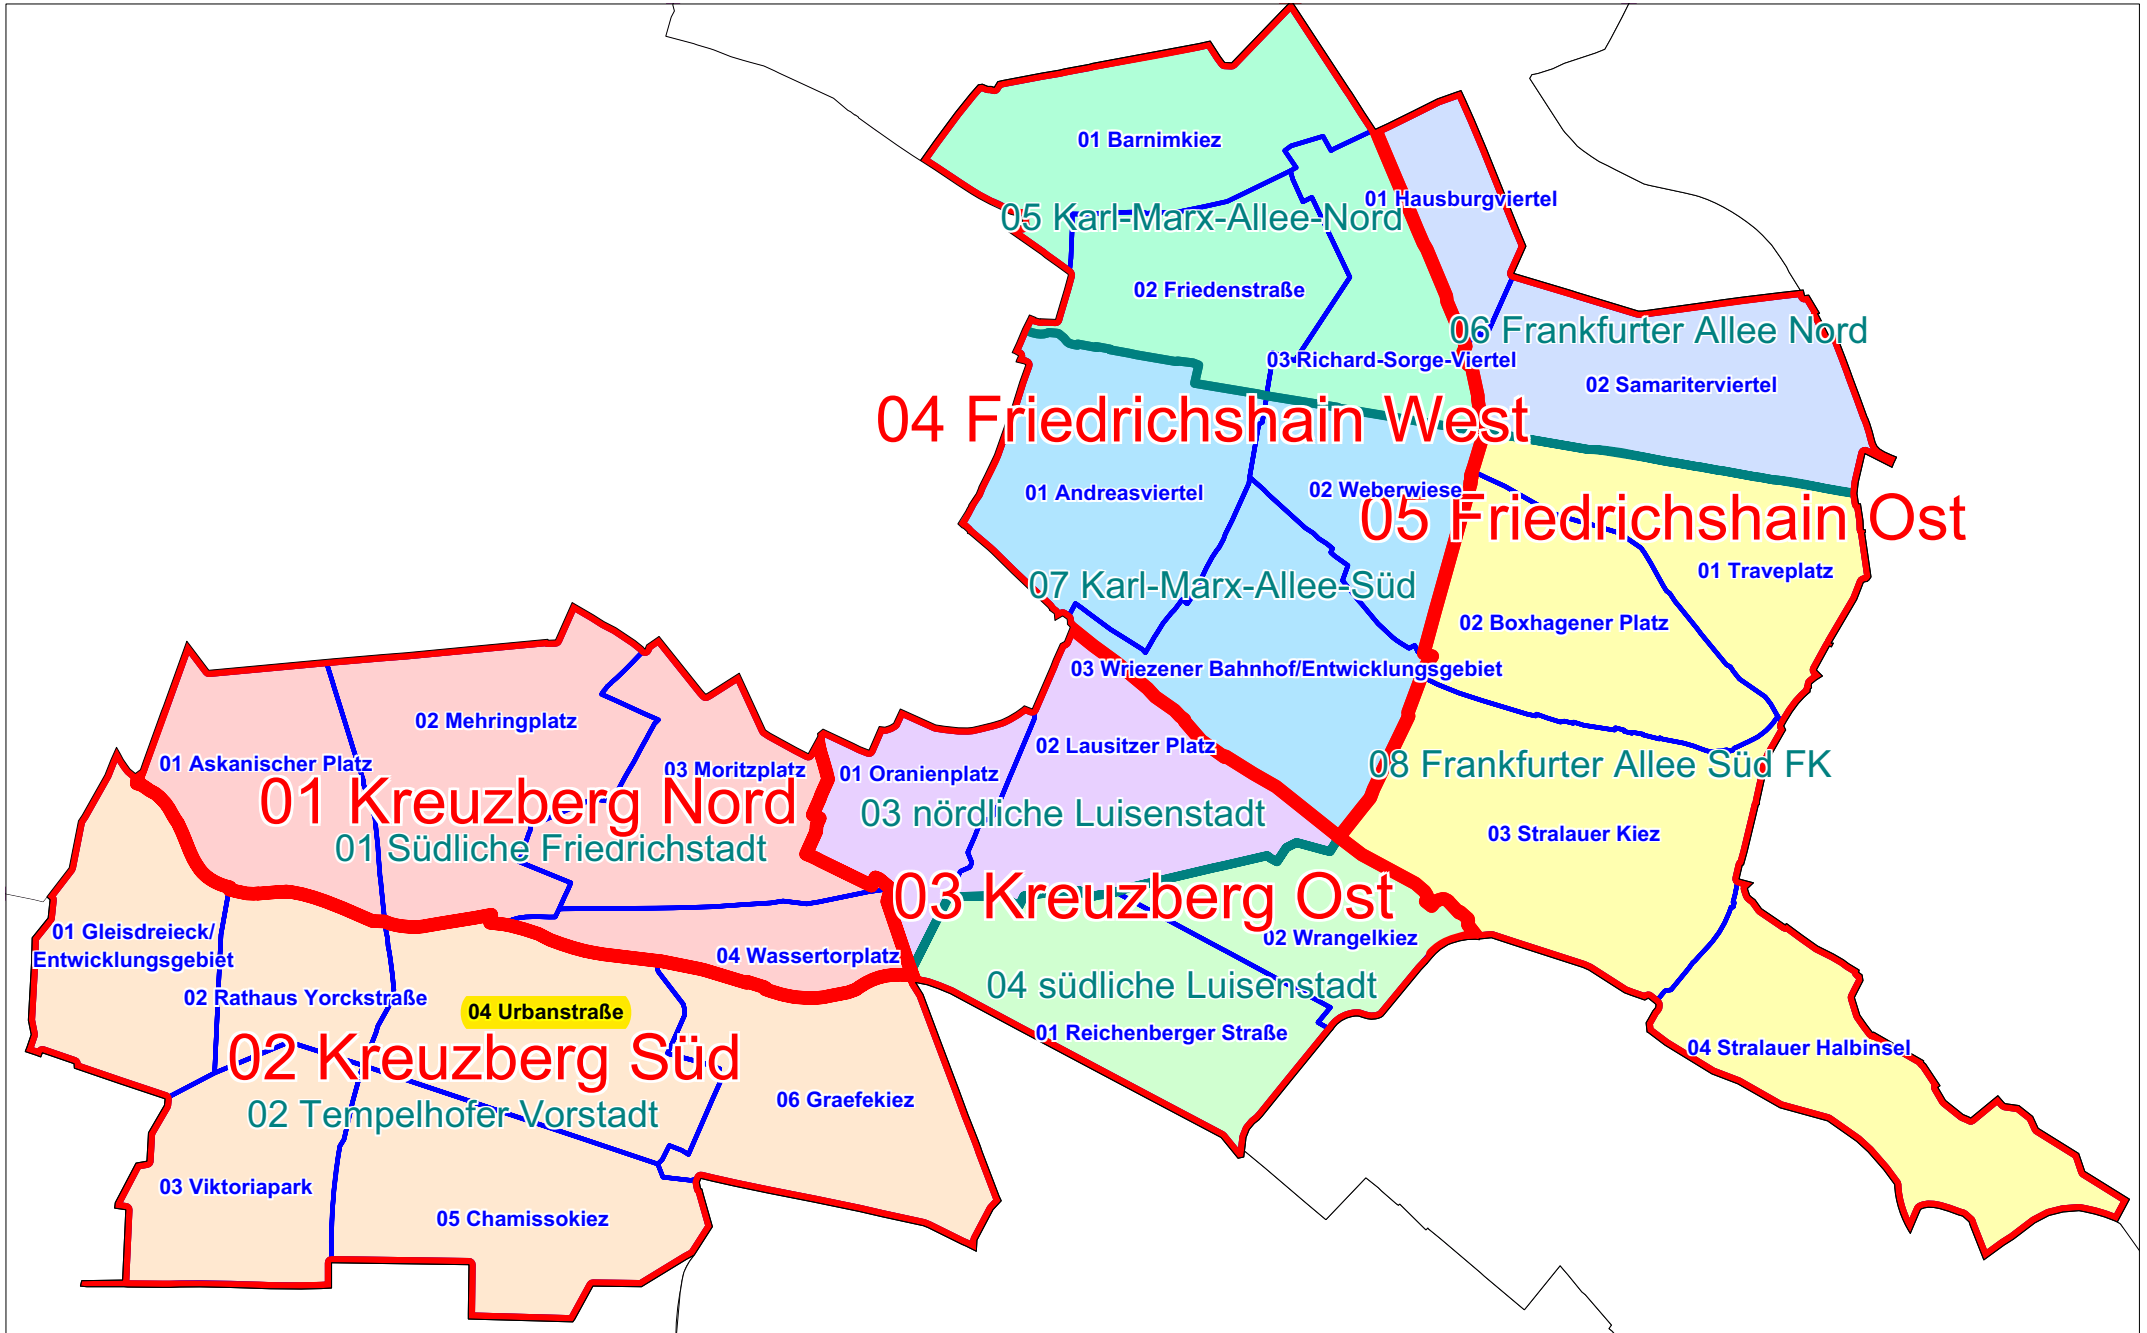 01 Barnimkiez
01 Hausburgviertel
05 Karl-Marx-Allee-Nord
02 Friedenstraße
06 Frankfurter Allee Nord
03 Richard-Sorge-Viertel
02 Samariterviertel
04 Friedrichshain West
01 Andreasviertel
02 Weberwiese
05 Friedrichshain Ost
01 Traveplatz
07 Karl-Marx-Allee-Süd
02 Boxhagener Platz
03 Wriezener Bahnhof/Entwicklungsgebiet
02 Mehringplatz
02 Lausitzer Platz
01 Askanischer Platz
03 Moritzplatz
01 Oranienplatz
08 Frankfurter Allee Süd FK
01 Kreuzberg Nord
03 nördliche Luisenstadt
03 Stralauer Kiez
01 Südliche Friedrichstadt
03 Kreuzberg Ost
01 Gleisdreieck/
Entwicklungsgebiet
02 Wrangelkiez
04 Wassertorplatz
04 südliche Luisenstadt
02 Rathaus Yorckstraße
04 Urbanstraße
01 Reichenberger Straße
04 Stralauer Halbinsel
02 Kreuzberg Süd
06 Graefekiez
02 Tempelhofer Vorstadt
03 Viktoriapark
05 Chamissokiez